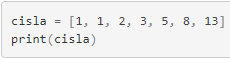 cisla = [1, 1, 2, 3, 5, 8, 13]
print(cisla)